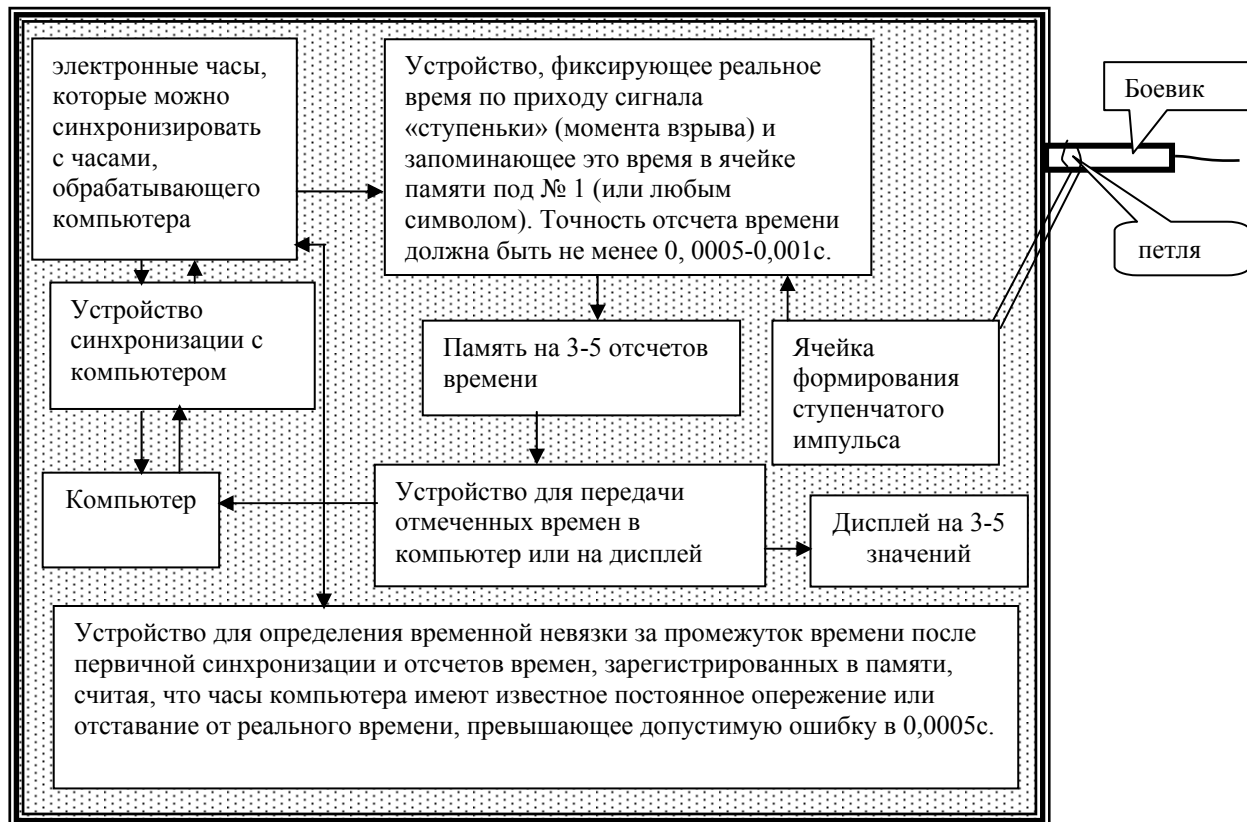 электронные часы,
которые можно
синхронизировать
с часами,
обрабатывающего
компьютера
Устройство, фиксирующее реальное
время по приходу сигнала
«ступеньки» (момента взрыва) и
запоминающее это время в ячейке
памяти под № 1 (или любым
символом). Точность отсчета времени
должна быть не менее 0, 0005-0,001с.
Боевик
петля
Устройство
синхронизации с
компьютером
Память на 3-5 отсчетов
времени
Ячейка
формирования
ступенчатого
импульса
Компьютер
Устройство для передачи
отмеченных времен в
компьютер или на дисплей
Дисплей на 3-5
значений
Устройство для определения временной невязки за промежуток времени после
первичной синхронизации и отсчетов времен, зарегистрированных в памяти,
считая, что часы компьютера имеют известное постоянное опережение или
отставание от реального времени, превышающее допустимую ошибку в 0,0005с.